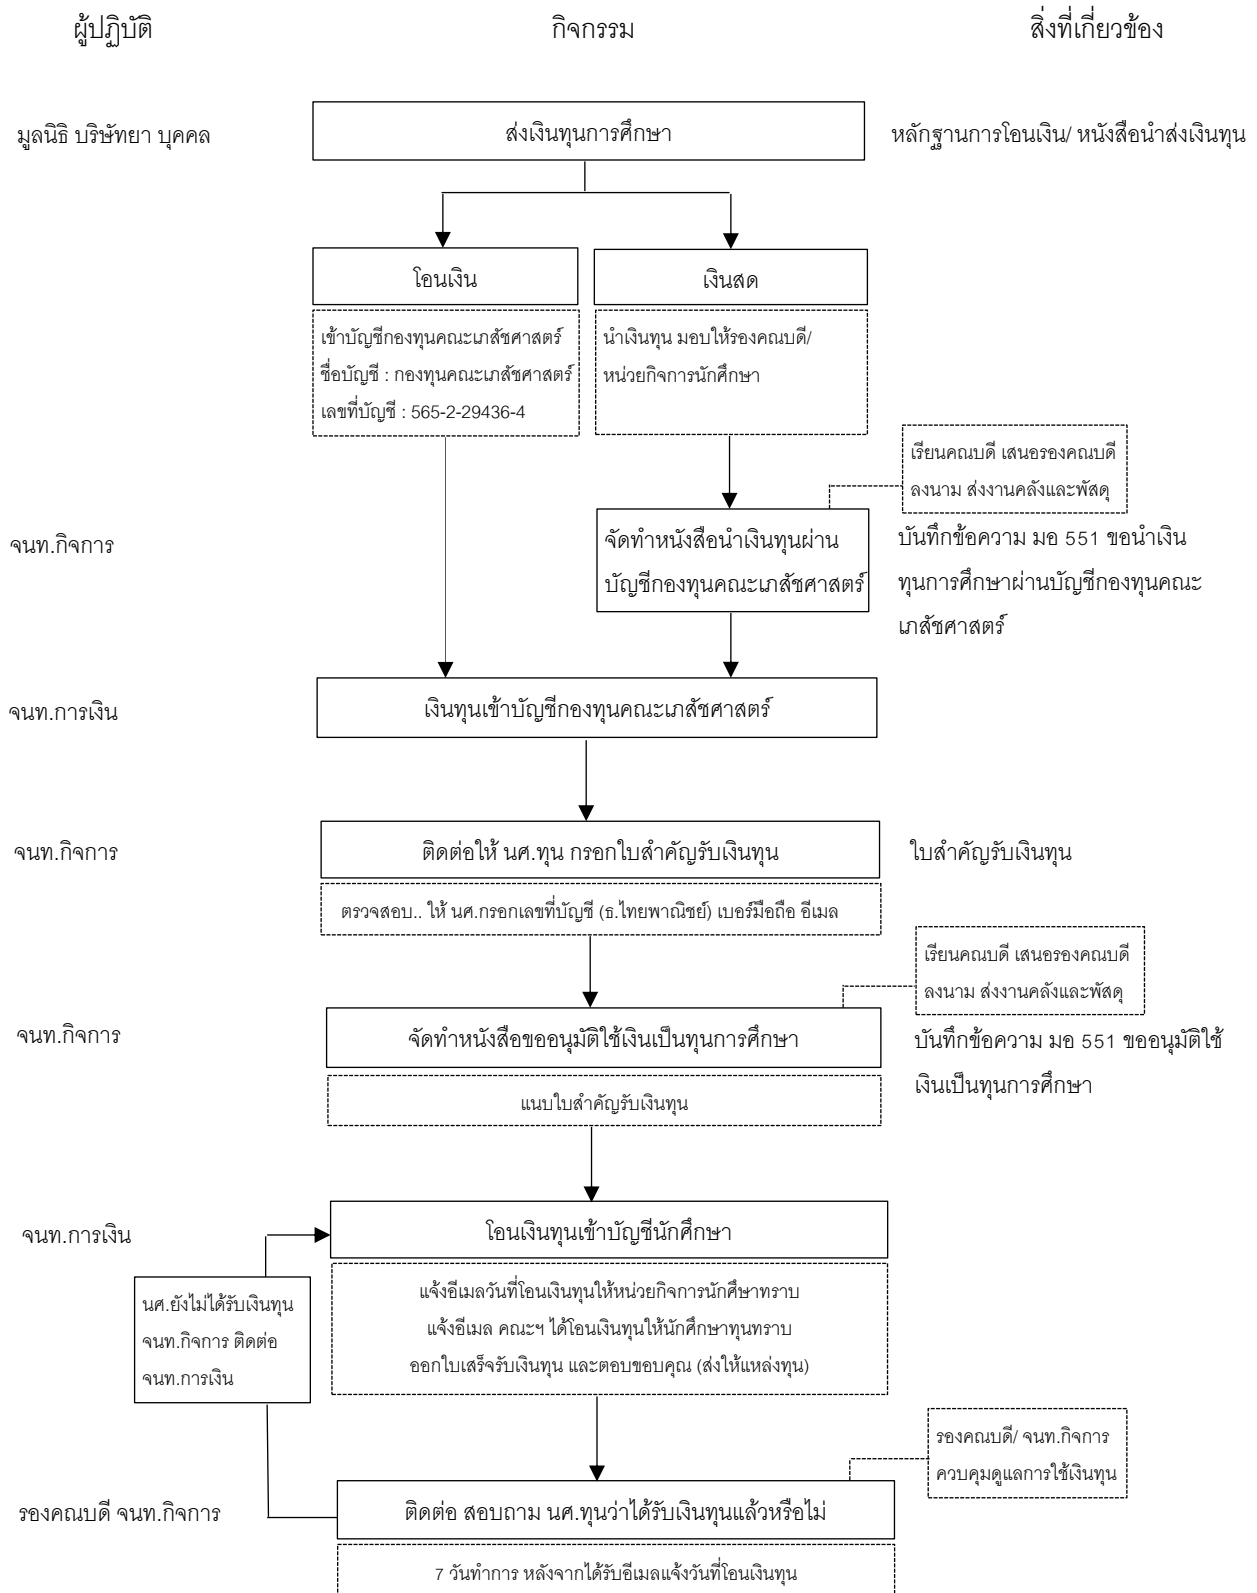 ผู้ปฏิบัติ
กิจกรรม
สิ่งที่เกี่ยวข้อง
มูลนิธิ บริษัทยา บุคคล
ส่งเงินทุนการศึกษา
หลักฐานการโอนเงิน/ หนังสือนำส่งเงินทุน
โอนเงิน
เงินสด
เข้าบัญชีกองทุนคณะเภสัชศาสตร์
ชื่อบัญชี : กองทุนคณะเภสัชศาสตร์
เลขที่บัญชี : 565-2-29436-4
นำเงินทุน มอบให้รองคณบดี/
หน่วยกิจการนักศึกษา
เรียนคณบดี เสนอรองคณบดี
ลงนาม ส่งงานคลังและพัสดุ
จนท.กิจการ
จัดทำหนังสือนำเงินทุนผ่าน
บัญชีกองทุนคณะเภสัชศาสตร์
บันทึกข้อความ มอ 551 ขอนำเงิน
ทุนการศึกษาผ่านบัญชีกองทุนคณะ
เภสัชศาสตร์
จนท.การเงิน
เงินทุนเข้าบัญชีกองทุนคณะเภสัชศาสตร์
จนท.กิจการ
ติดต่อให้ นศ.ทุน กรอกใบสำคัญรับเงินทุน
ใบสำคัญรับเงินทุน
ตรวจสอบ.. ให้ นศ.กรอกเลขที่บัญชี (ธ.ไทยพาณิชย์) เบอร์มือถือ อีเมล
เรียนคณบดี เสนอรองคณบดี
ลงนาม ส่งงานคลังและพัสดุ
จนท.กิจการ
จัดทำหนังสือขออนุมัติใช้เงินเป็นทุนการศึกษา
บันทึกข้อความ มอ 551 ขออนุมัติใช้
เงินเป็นทุนการศึกษา
แนบใบสำคัญรับเงินทุน
จนท.การเงิน
โอนเงินทุนเข้าบัญชีนักศึกษา
นศ.ยังไม่ได้รับเงินทุน
จนท.กิจการ ติดต่อ
จนท.การเงิน
แจ้งอีเมลวันที่โอนเงินทุนให้หน่วยกิจการนักศึกษาทราบ
แจ้งอีเมล คณะฯ ได้โอนเงินทุนให้นักศึกษาทุนทราบ
ออกใบเสร็จรับเงินทุน และตอบขอบคุณ (ส่งให้แหล่งทุน)
รองคณบดี/ จนท.กิจการ
ควบคุมดูแลการใช้เงินทุน
รองคณบดี จนท.กิจการ
ติดต่อ สอบถาม นศ.ทุนว่าได้รับเงินทุนแล้วหรือไม่
7 วันทำการ หลังจากได้รับอีเมลแจ้งวันที่โอนเงินทุน